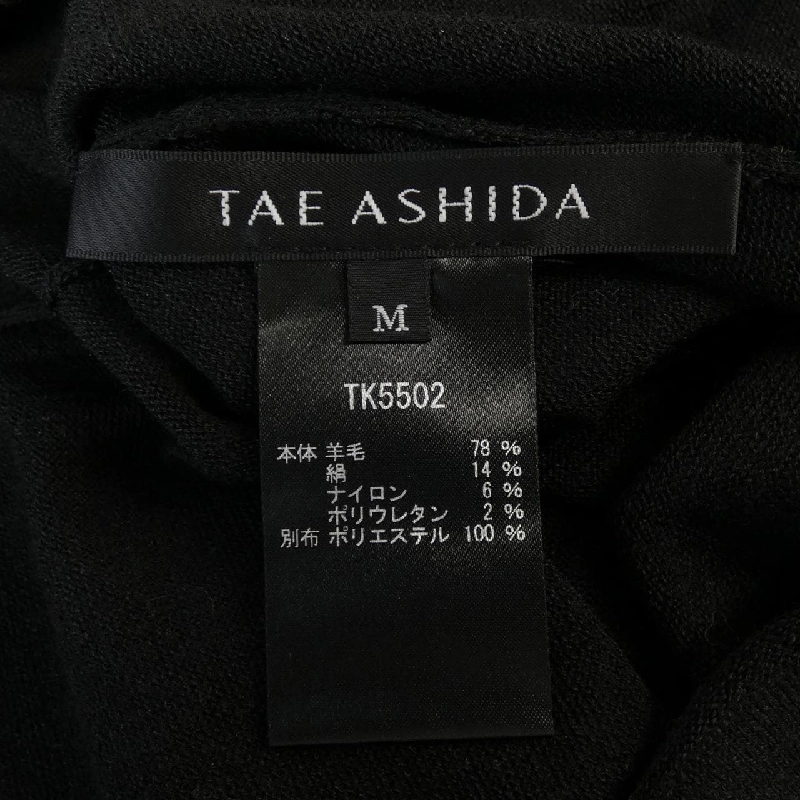 TAE ASHIDA
M
TK5502
本体 羊毛 78 %
絹 14 %
ナイロン 6 %
ポリウレタン 2 %
別布 ポリエステル 100 %